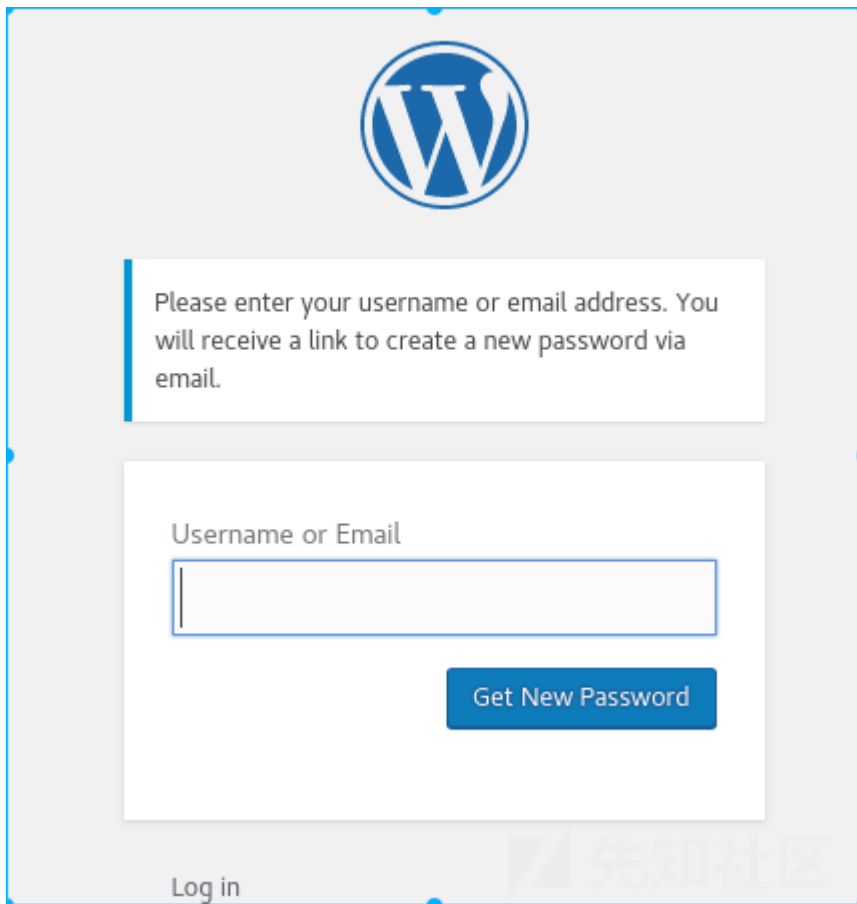 Please enter your username or email address. You
will receive a link to create a new password via
email.
Username or Email
Get New Password
Log in
先知社区